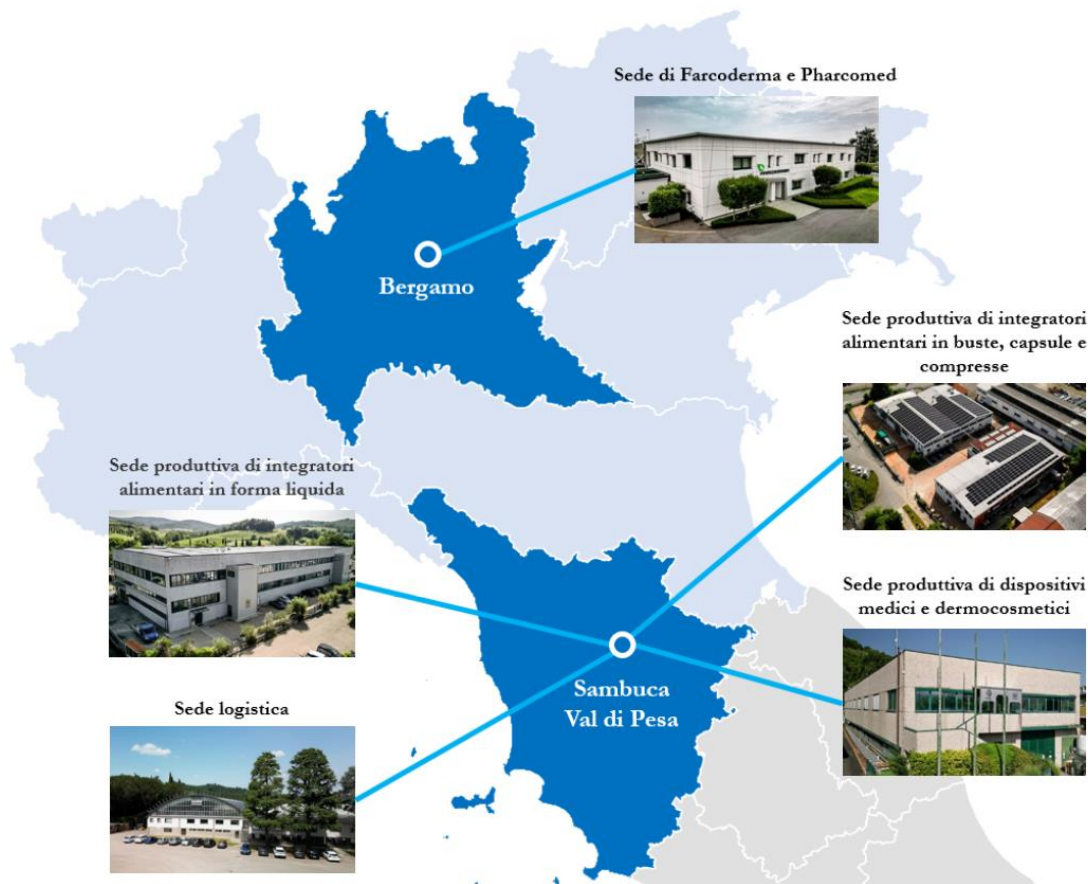 Sede di Farcoderma e Pharcomed
Bergamo
Sede produttiva di integratori
alimentari in buste, capsule e
compresse
Sede produttiva di integratori
alimentari in forma liquida
Sede produttiva di dispositivi
medici e dermocosmetici
Sambuca
Val di Pesa
Sede logistica